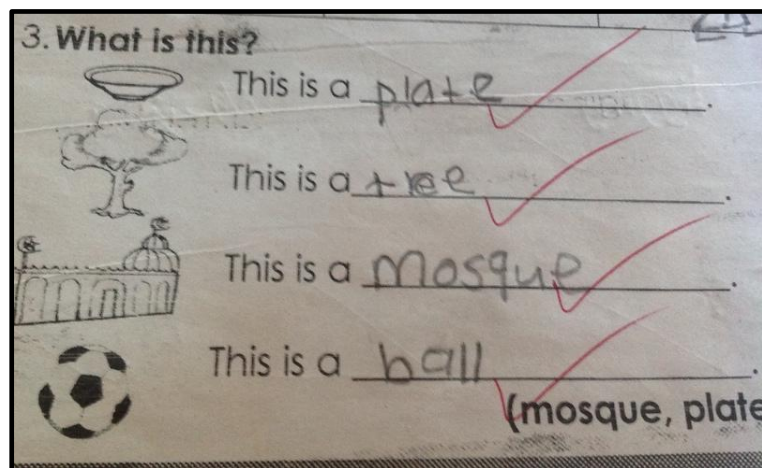 3. What is this?
This is a plate.
This is a tree.
This is a Mosque.
This is a ball.
(mosque, plate